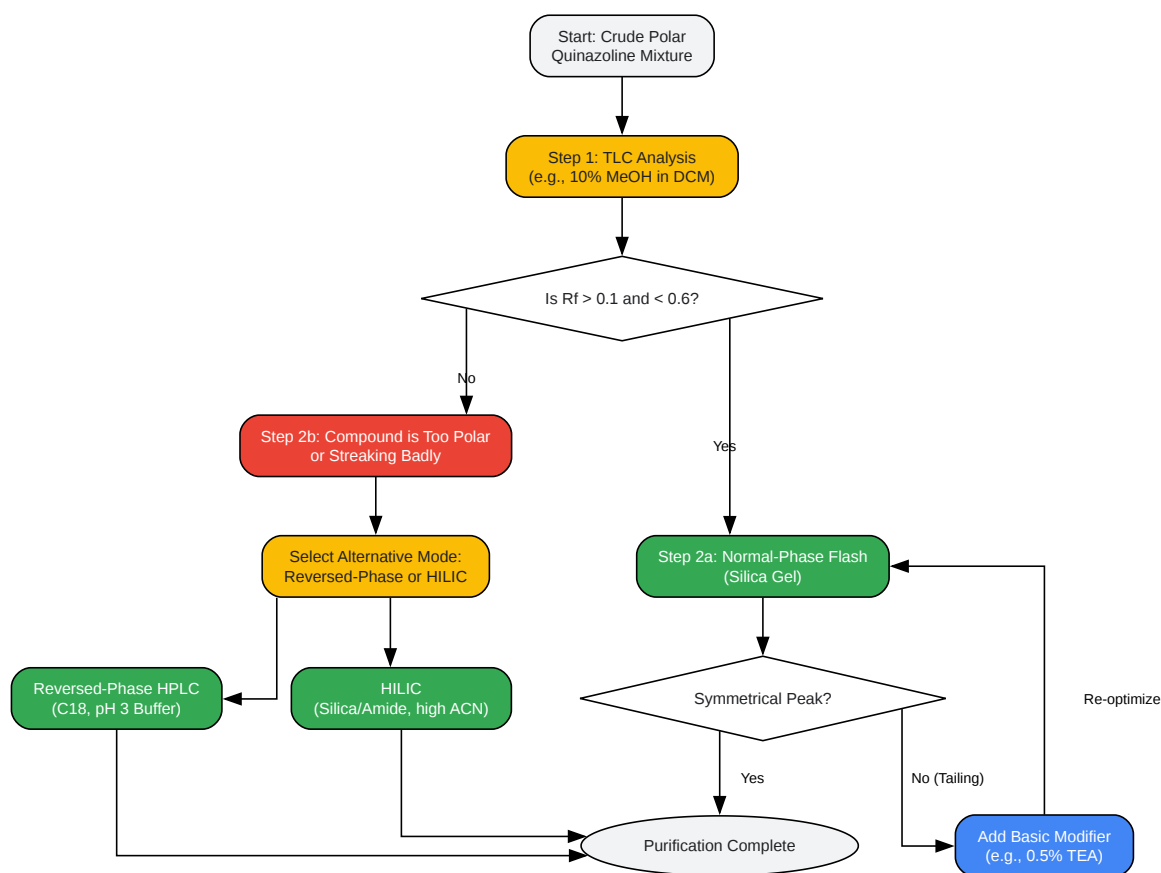 Start: Crude Polar
Quinazoline Mixture
Step 1: TLC Analysis
(e.g., 10% MeOH in DCM)
Is Rf > 0.1 and < 0.6?
No
Yes
Step 2b: Compound is Too Polar
or Streaking Badly
Select Alternative Mode:
Reversed-Phase or HILIC
Step 2a: Normal-Phase Flash
(Silica Gel)
Reversed-Phase HPLC
(C18, pH 3 Buffer)
HILIC
(Silica/Amide, high ACN)
Symmetrical Peak?
Re-optimize
Yes
No (Tailing)
Purification Complete
Add Basic Modifier
(e.g., 0.5% TEA)